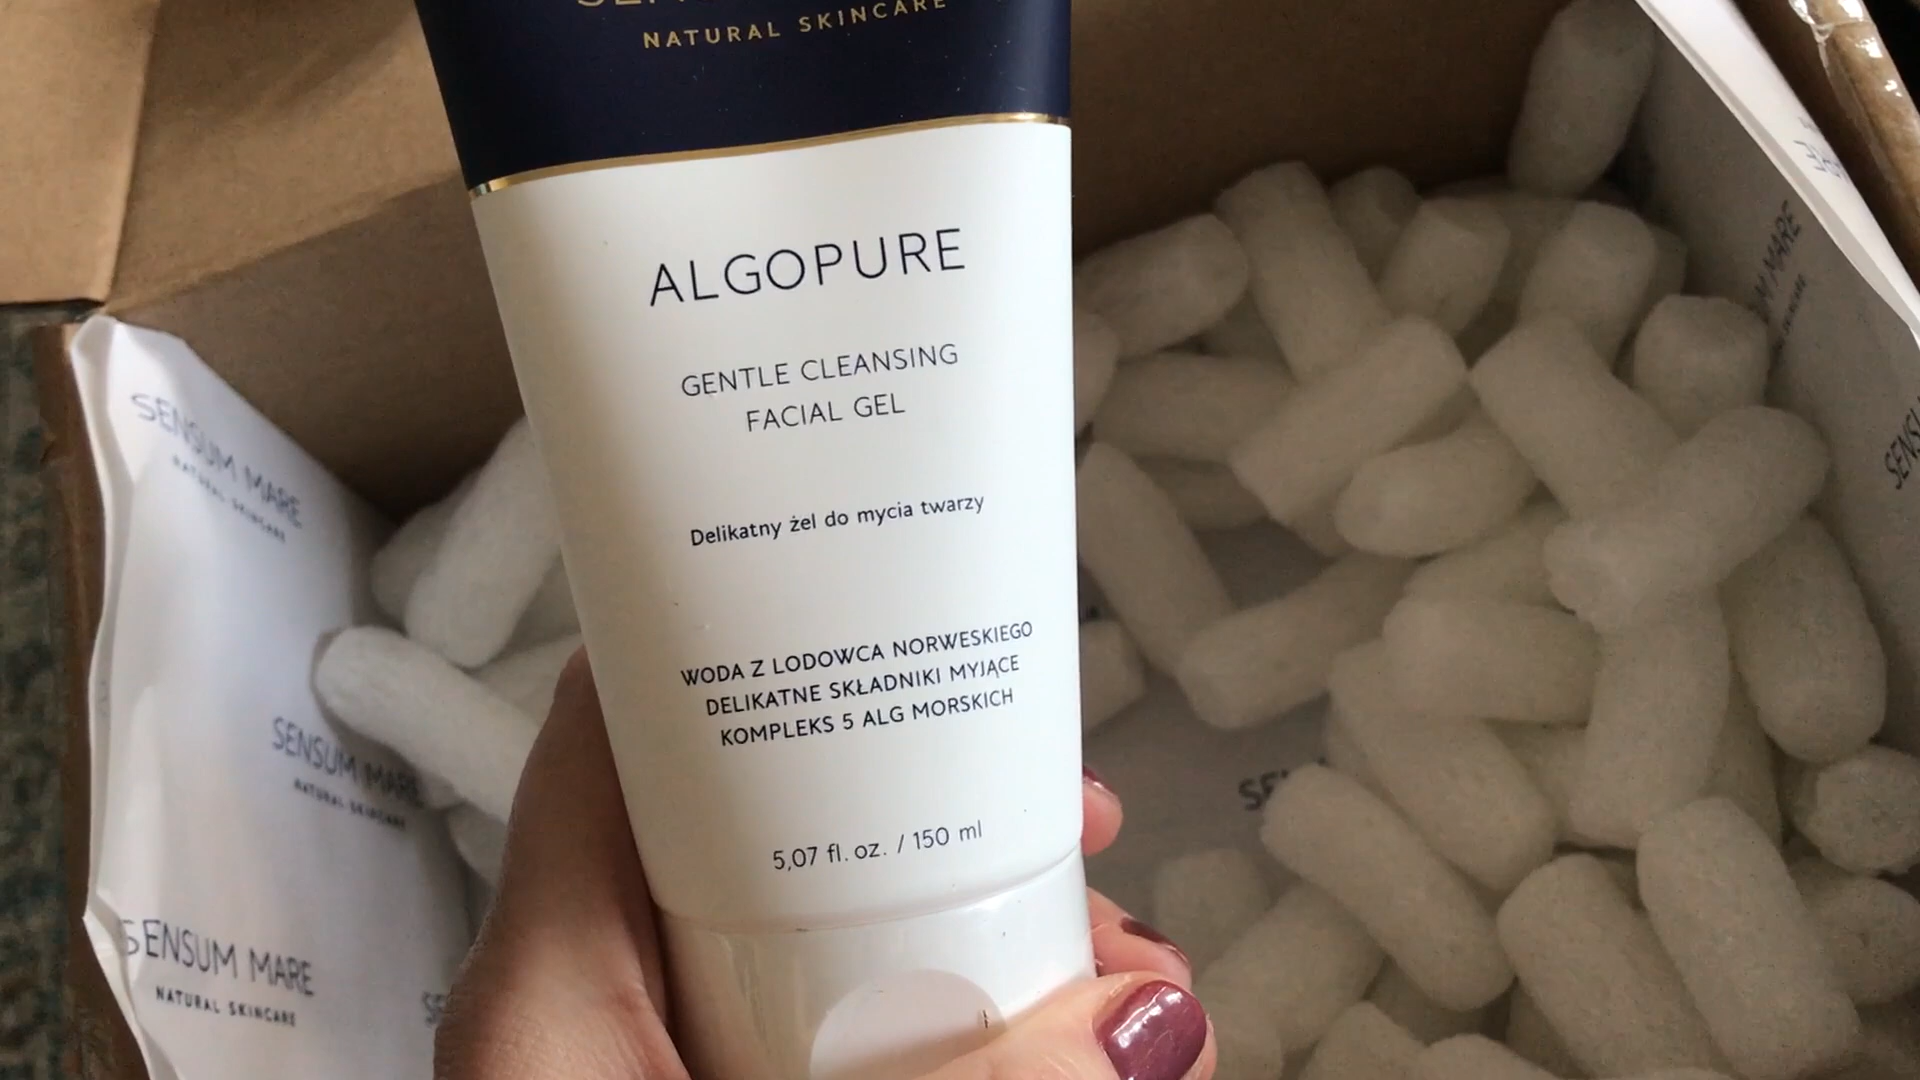 NATURAL SKINCARE
ALGOPURE
GENTLE CLEANSING
FACIAL GEL
Delikatny żel do mycia twarzy
WODA Z LODOWCA NORWESKIEGO
DELIKATNE SKŁADNIKI MYJĄCE
KOMPLEKS 5 ALG MORSKICH
5,07 fl. oz. / 150 ml
SENSUM MARE
NATURAL SKINCARE
SENSUM MARE
NATURAL SKINCARE
SENSUM MARE
NATURAL SKINCARE